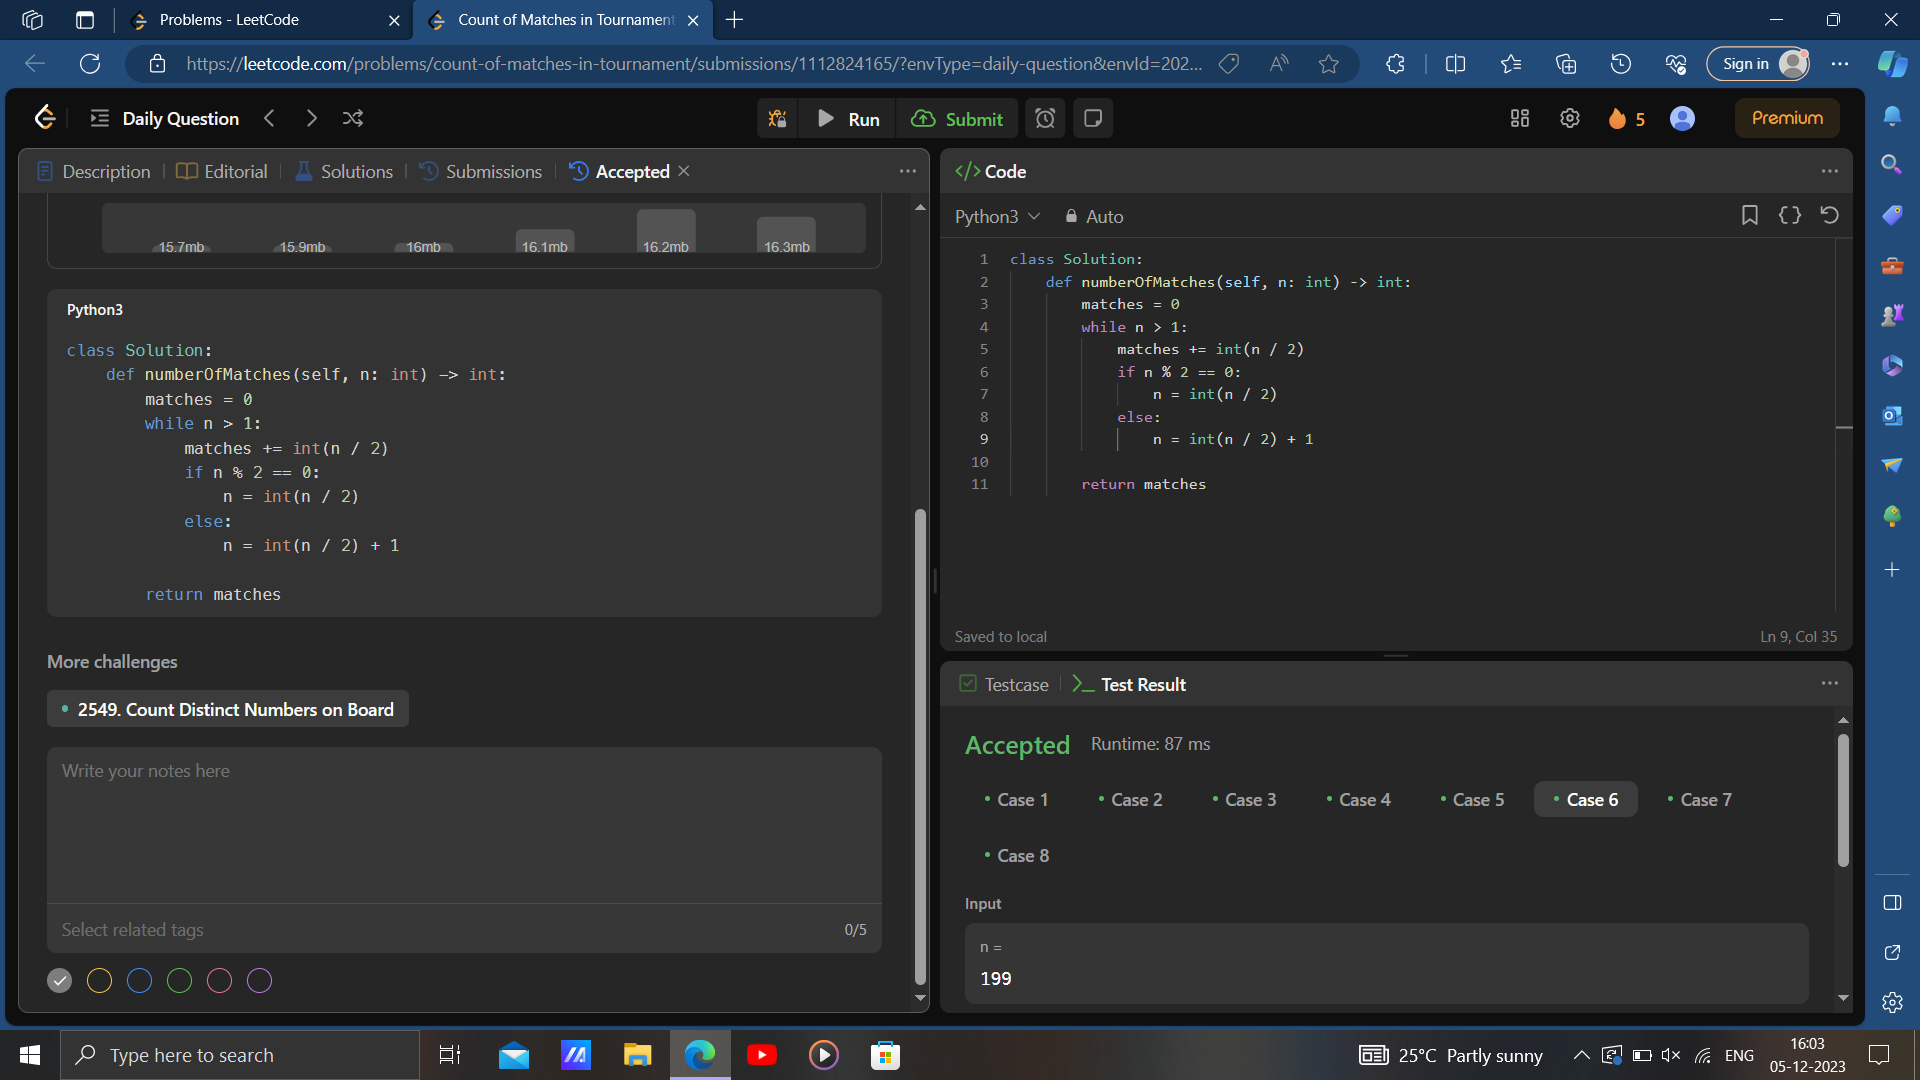 Problems - LeetCode
Count of Matches in Tournament
https://leetcode.com/problems/count-of-matches-in-tournament/submissions/1112824165/?envType=daily-question&envId=202...
Sign in
Daily Question
Run
Submit
5
Premium
Description
Editorial
Solutions
Submissions
Accepted
15.7mb
15.9mb
16mb
16.1mb
16.2mb
16.3mb
Python3
class Solution:
def numberOfMatches(self, n: int) -> int:
matches = 0
while n > 1:
matches += int(n / 2)
if n % 2 == 0:
n = int(n / 2)
else:
n = int(n / 2) + 1
return matches
More challenges
2549. Count Distinct Numbers on Board
Write your notes here
Select related tags
0/5
</> Code
Python3
Auto
1 class Solution:
2 def numberOfMatches(self, n: int) -> int:
3 matches = 0
4 while n > 1:
5 matches += int(n / 2)
6 if n % 2 == 0:
7 n = int(n / 2)
8 else:
9 n = int(n / 2) + 1
10
11 return matches
Saved to local
Ln 9, Col 35
Testcase
Test Result
Accepted
Runtime: 87 ms
Case 1
Case 2
Case 3
Case 4
Case 5
Case 6
Case 7
Case 8
Input
n =
199
Type here to search
25°C Partly sunny
ENG
16:03
05-12-2023